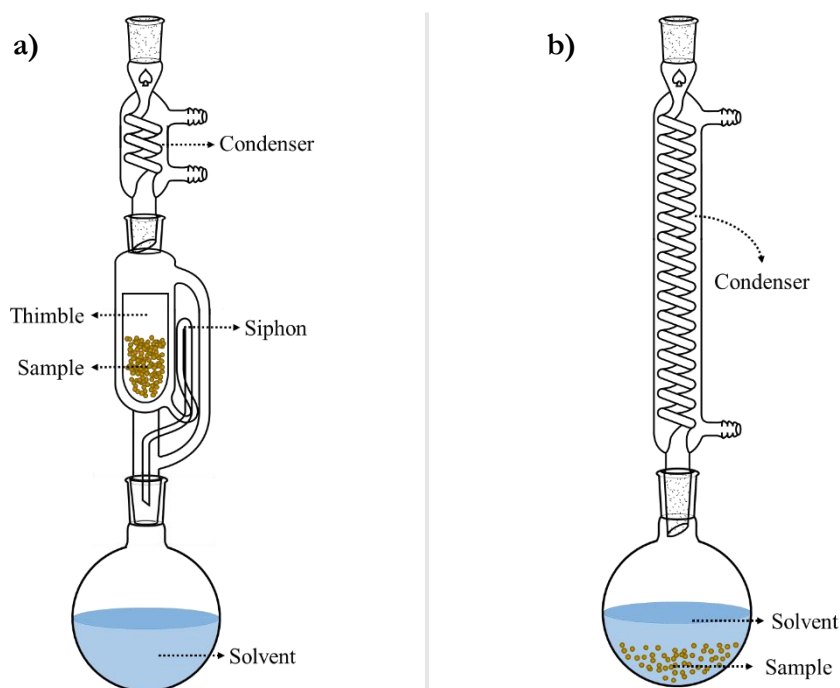 a)
Condenser
Thimble
Siphon
Sample
Solvent
b)
Condenser
Solvent
Sample